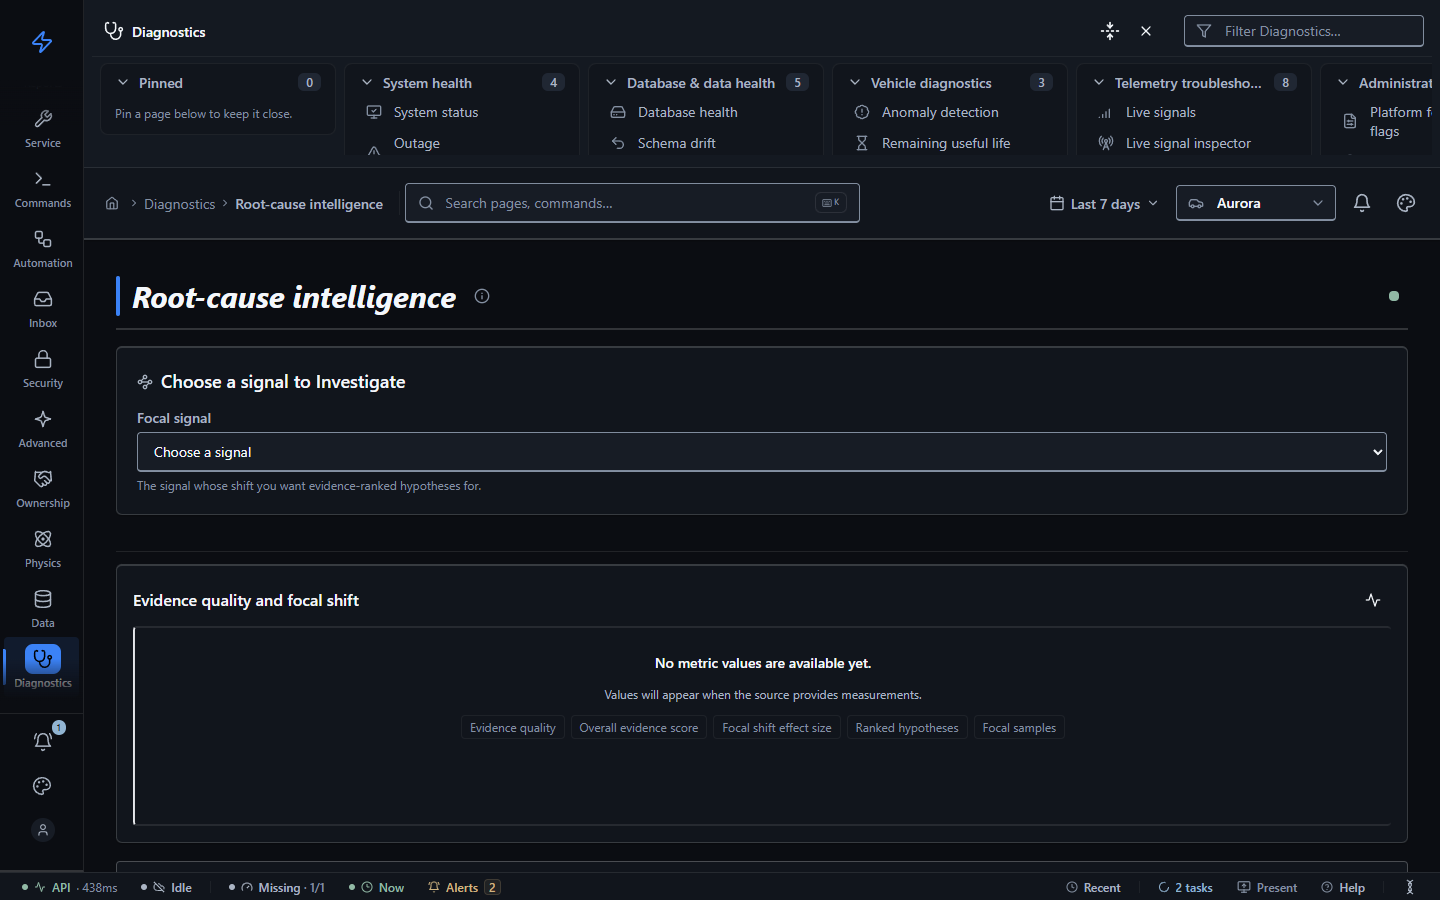 Diagnostics
Filter Diagnostics...
Pinned
0
Pin a page below to keep it close.
System health
4
System status
Outage
Database & data health
5
Database health
Schema drift
Vehicle diagnostics
3
Anomaly detection
Remaining useful life
Telemetry troublesho...
8
Live signals
Live signal inspector
Administrat
Platform f
flags
Service
Commands
Automation
Inbox
Security
Advanced
Ownership
Physics
Data
Diagnostics
1
Diagnostics
Root-cause intelligence
Search pages, commands...
K
Last 7 days
Aurora
Root-cause intelligence
Choose a signal to Investigate
Focal signal
Choose a signal
The signal whose shift you want evidence-ranked hypotheses for.
Evidence quality and focal shift
No metric values are available yet.
Values will appear when the source provides measurements.
Evidence quality
Overall evidence score
Focal shift effect size
Ranked hypotheses
Focal samples
API · 438ms
Idle
Missing · 1/1
Now
Alerts 2
Recent
2 tasks
Present
Help